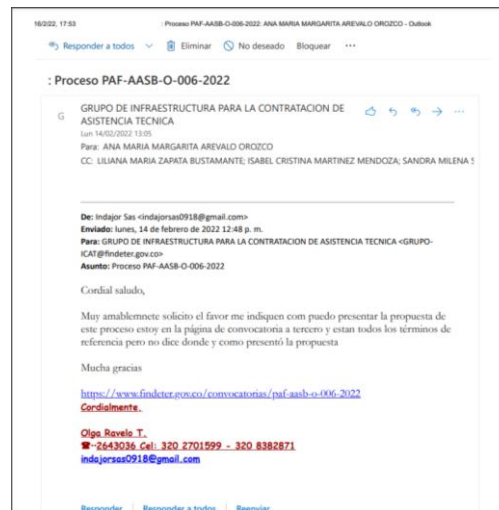 16/2/22, 17:53
: Proceso PAF-AASB-O-006-2022: ANA MARIA MARGARITA AREVALO OROZCO - Outlook
Responder a todos Eliminar No deseado Bloquear ...
: Proceso PAF-AASB-O-006-2022
G
GRUPO DE INFRAESTRUCTURA PARA LA CONTRATACION DE
ASISTENCIA TECNICA
Lun 14/02/2022 13:05
Para: ANA MARIA MARGARITA AREVALO OROZCO
CC: LILIANA MARIA ZAPATA BUSTAMANTE; ISABEL CRISTINA MARTINEZ MENDOZA; SANDRA MILENA
De: Indajor Sas <indajorsas0918@gmail.com>
Enviado: lunes, 14 de febrero de 2022 12:48 p. m.
Para: GRUPO DE INFRAESTRUCTURA PARA LA CONTRATACION DE ASISTENCIA TECNICA <GRUPO-
ICAT@findeter.gov.co>
Asunto: Proceso PAF-AASB-O-006-2022
Cordial saludo,
Muy amablemnete solicito el favor me indiquen com puedo presentar la propuesta de
este proceso estoy en la página de convocatoria a tercero y estan todos los términos de
referencia pero no dice donde y como presentó la propuesta
Mucha gracias
https://www.findeter.gov.co/convocatorias/paf-aasb-o-006-2022
Cordialmente,
Olga Ravelo T.
☎--2643036 Cel: 320 2701599 - 320 8382871
indajorsas0918@gmail.com
Responder Responder a todos Reenviar